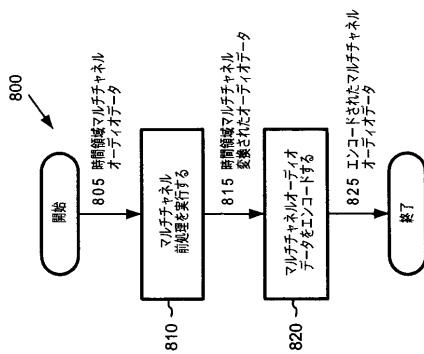 800
開始
805 時間領域マルチチャネル
オーディオデータ
マルチチャネル
前処理を実行する
810
815 時間領域マルチチャネル
変換されたオーディオデータ
マルチチャネルオーディオ
データをエンコードする
820
825 エンコードされたマルチチャネル
オーディオデータ
終了